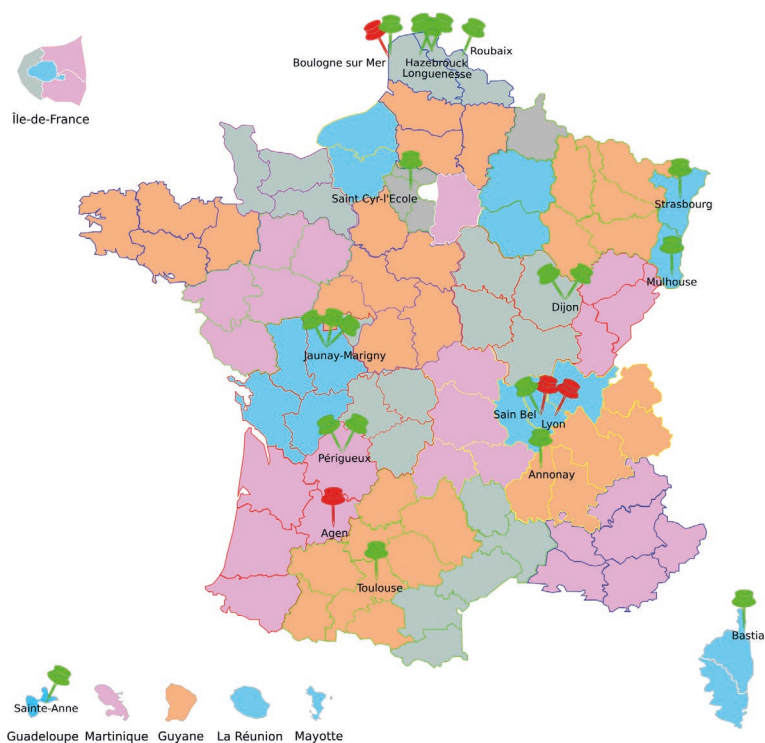 Roubaix
Boulogne sur Mer
Hazebrouck
Longuenesse
Île-de-France
Saint Cyr-l'Ecole
Strasbourg
Mulhouse
Dijon
Jaunay-Marigny
Sain Bel
Lyon
Périgueux
Annonay
Agen
Toulouse
Bastia
Sainte-Anne
Guadeloupe
Martinique
Guyane
La Réunion
Mayotte